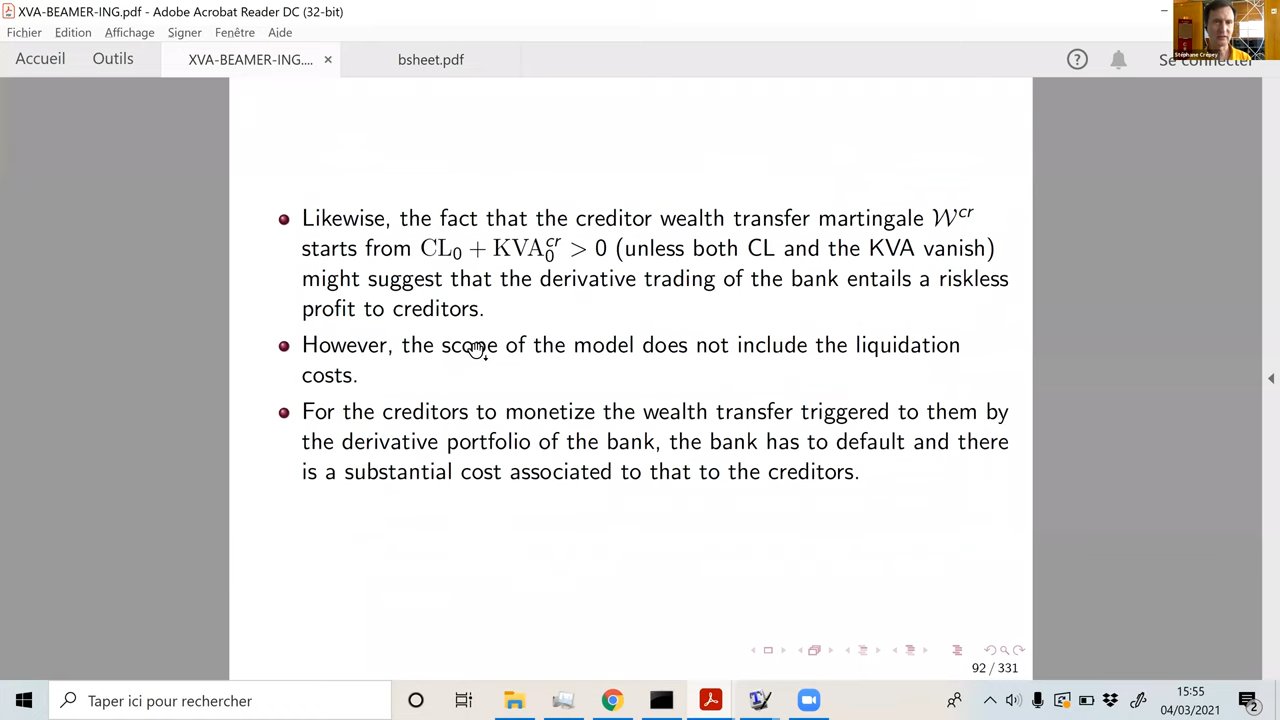 XVA-BEAMER-ING.pdf - Adobe Acrobat Reader DC (32-bit)
Fichier Edition Affichage Signer Fenêtre Aide
Accueil Outils XVA-BEAMER-ING.... × bsheet.pdf ? Se connecter
Stéphane Crépey
Likewise, the fact that the creditor wealth transfer martingale 𝒲^cr
starts from CL₀ + KVA₀^cr > 0 (unless both CL and the KVA vanish)
might suggest that the derivative trading of the bank entails a riskless
profit to creditors.
However, the scope of the model does not include the liquidation
costs.
For the creditors to monetize the wealth transfer triggered to them by
the derivative portfolio of the bank, the bank has to default and there
is a substantial cost associated to that to the creditors.
92 / 331
Taper ici pour rechercher
15:55
04/03/2021
2